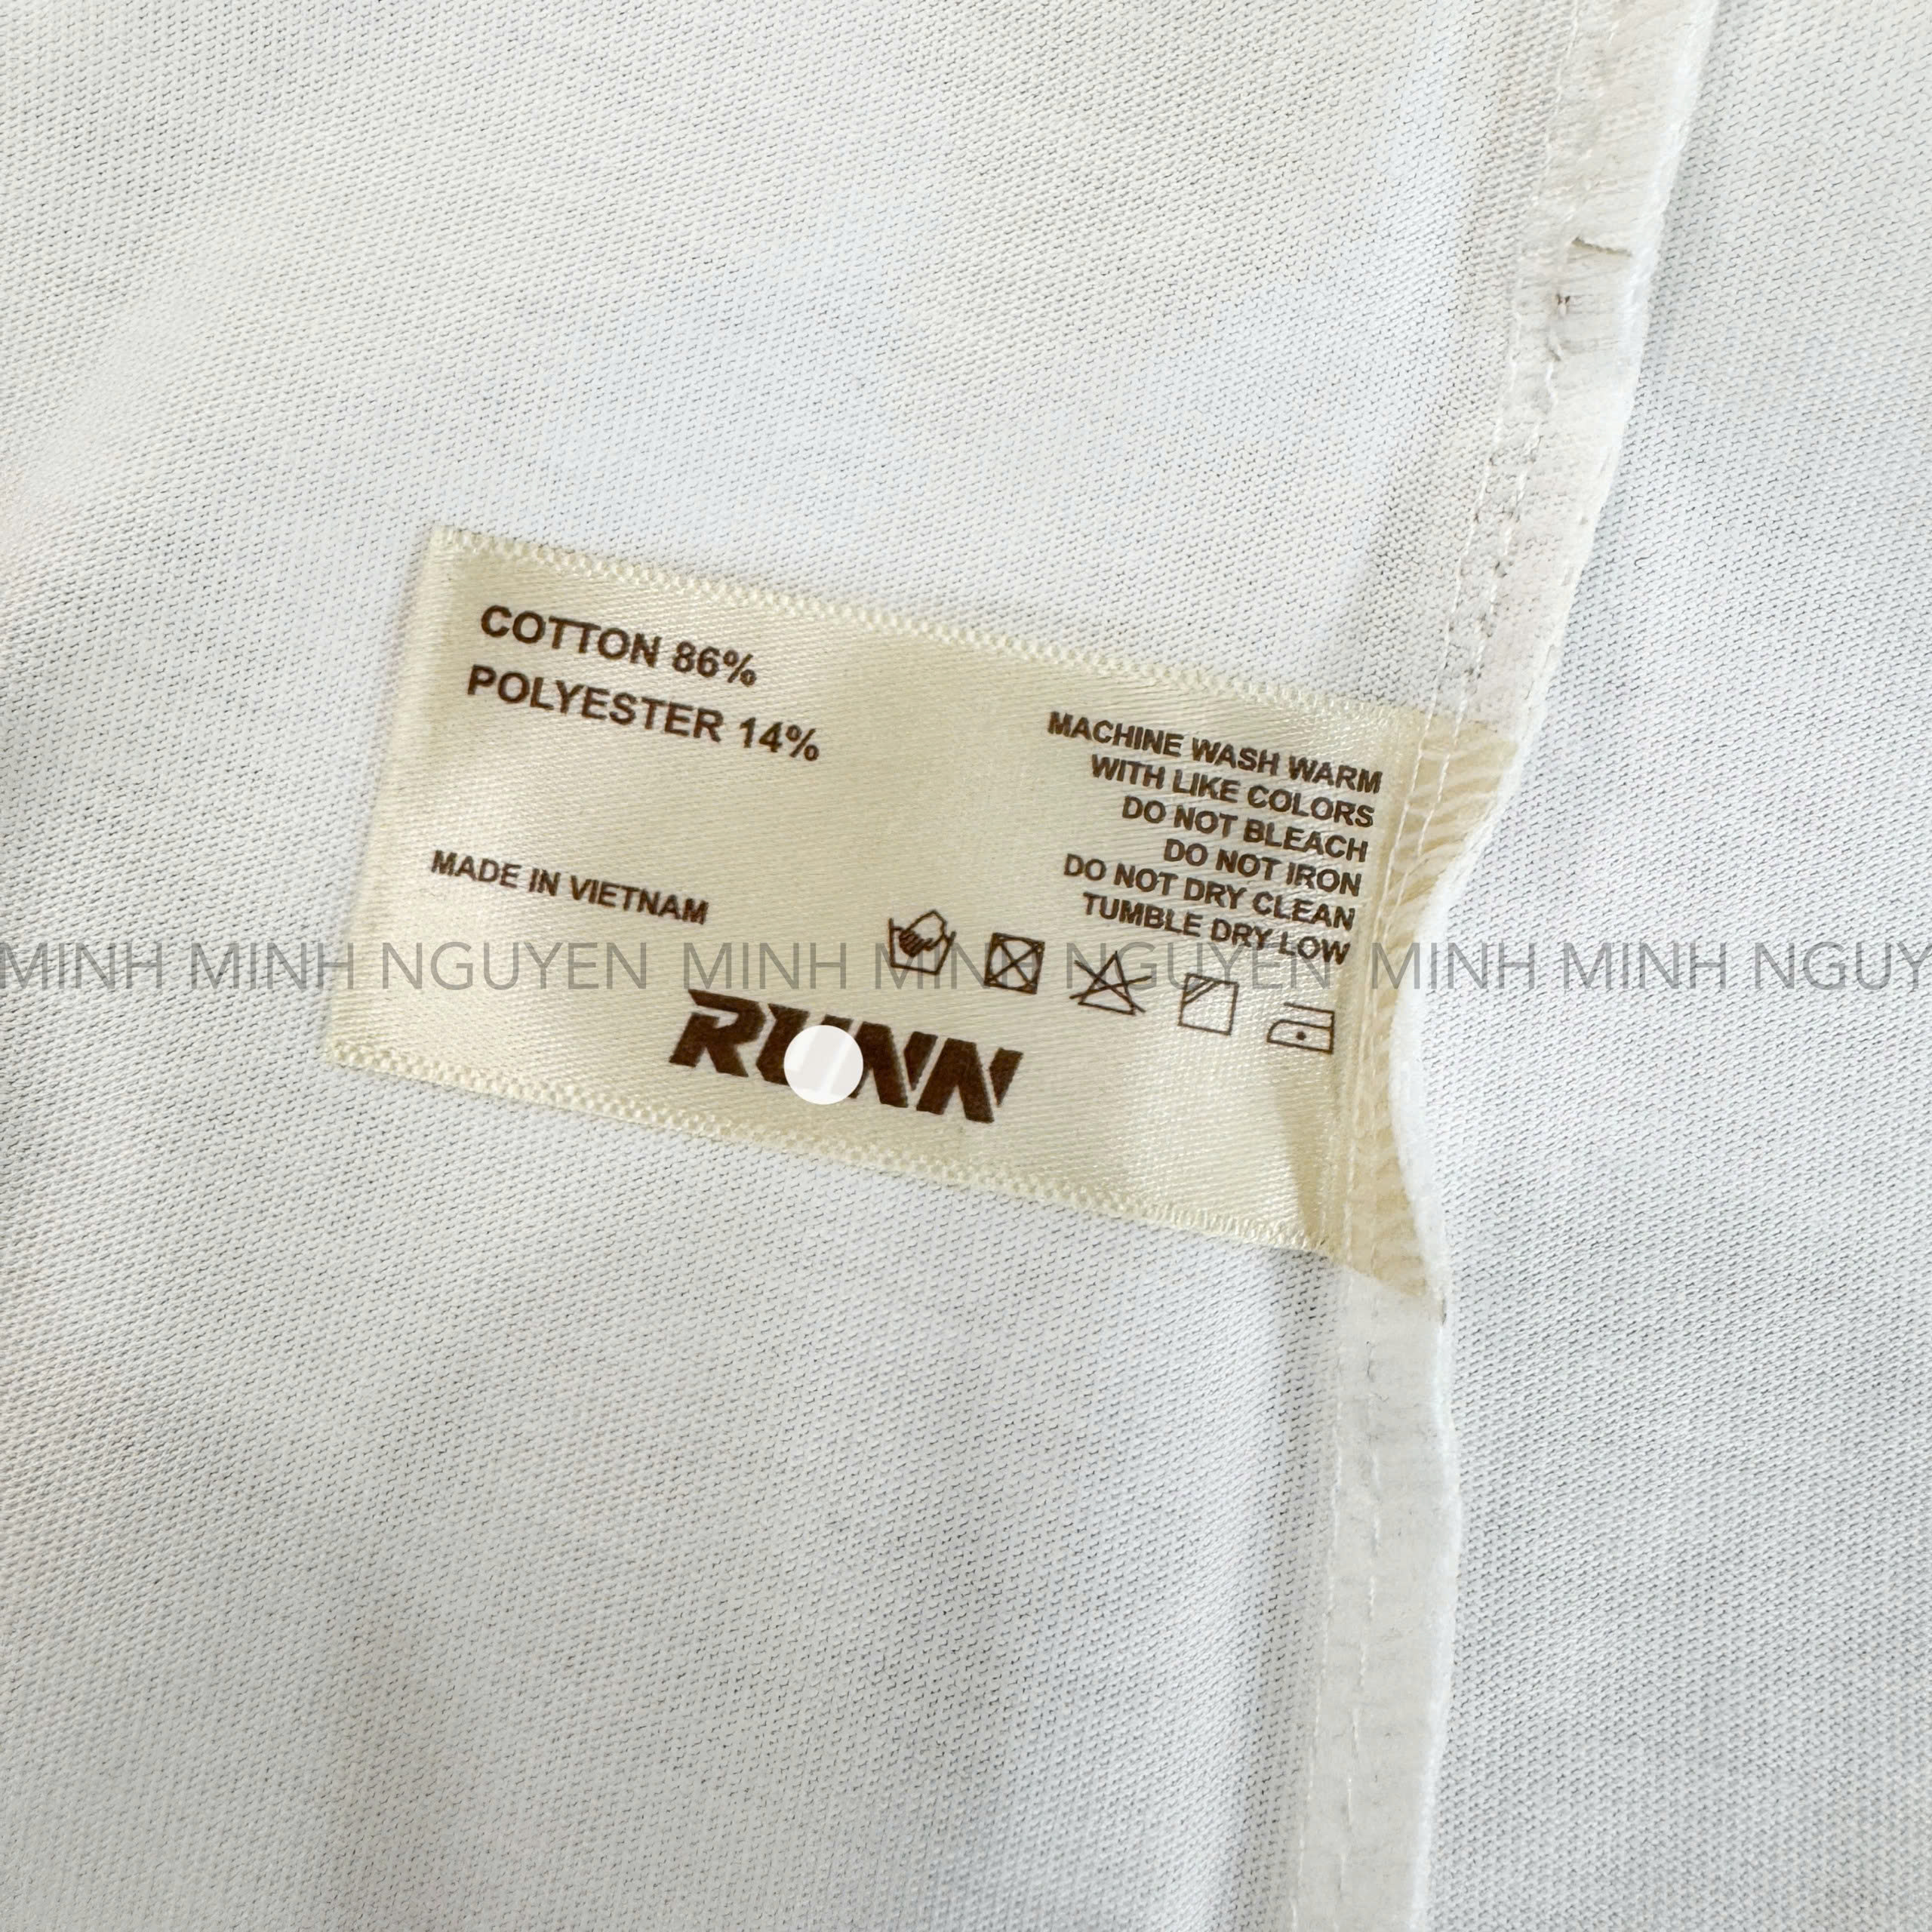 COTTON 86%
POLYESTER 14%
MADE IN VIETNAM
MACHINE WASH WARM
WITH LIKE COLORS
DO NOT BLEACH
DO NOT IRON
DO NOT DRY CLEAN
TUMBLE DRY LOW
MINH MINH NGUYEN MINH MINH NGUYEN MINH MINH NGUY